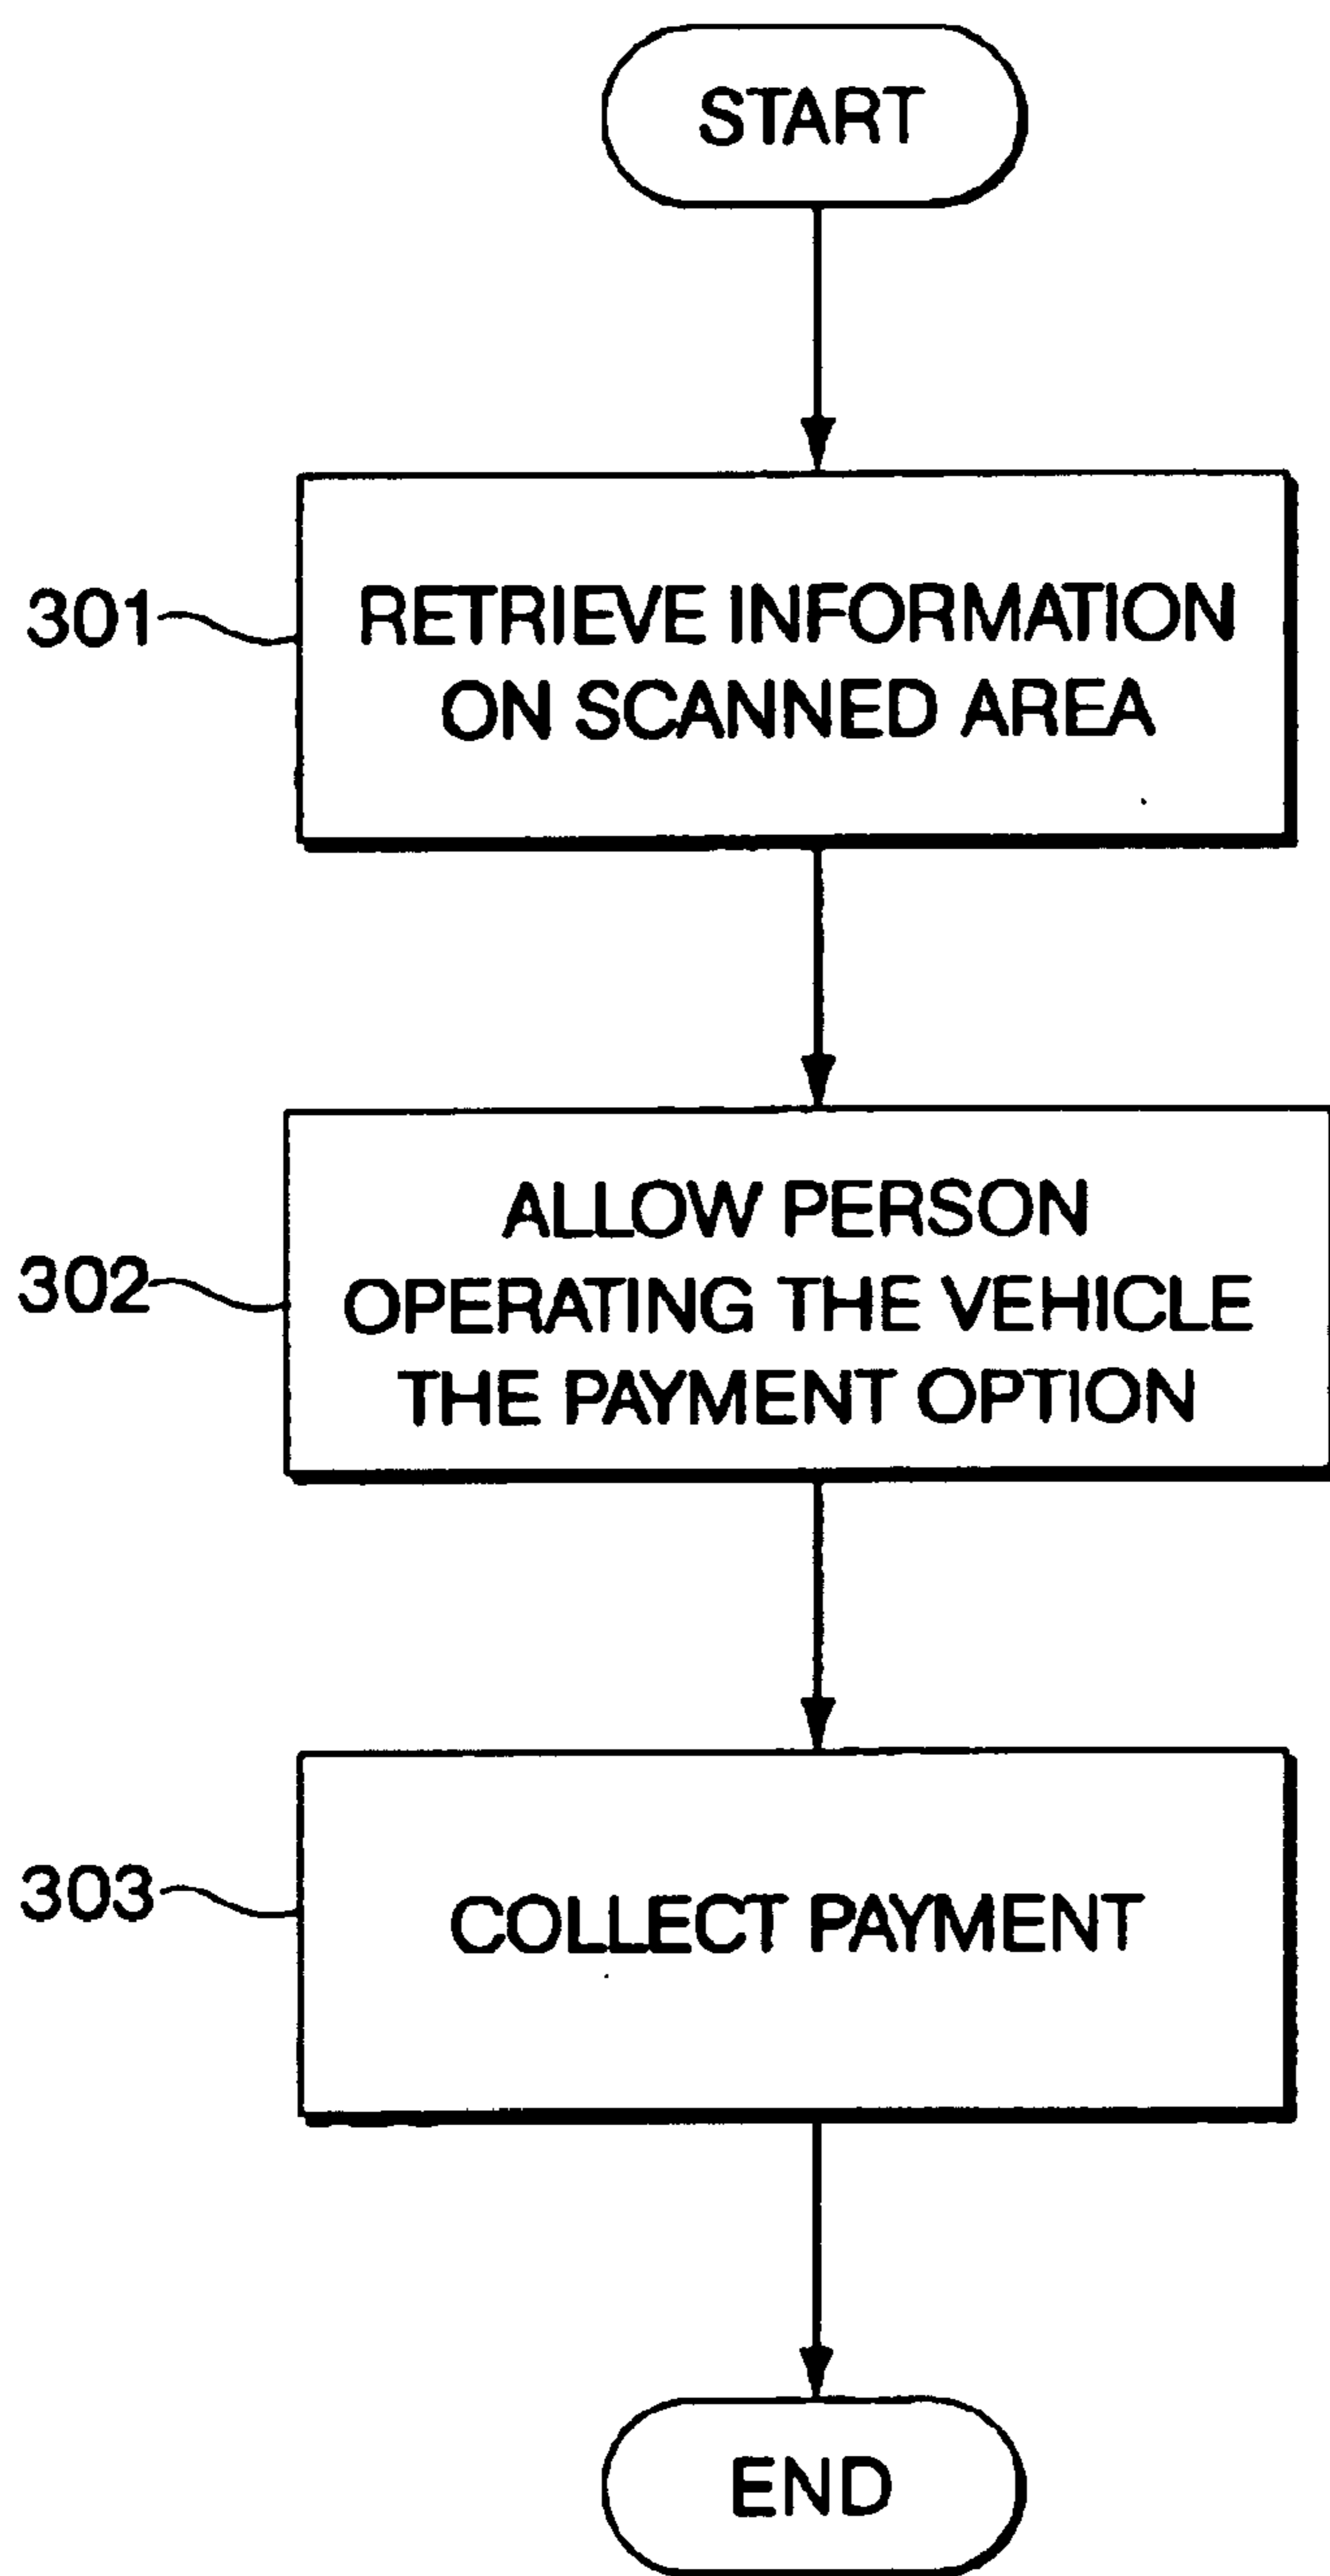 START
301
RETRIEVE INFORMATION
ON SCANNED AREA
302
ALLOW PERSON
OPERATING THE VEHICLE
THE PAYMENT OPTION
303
COLLECT PAYMENT
END